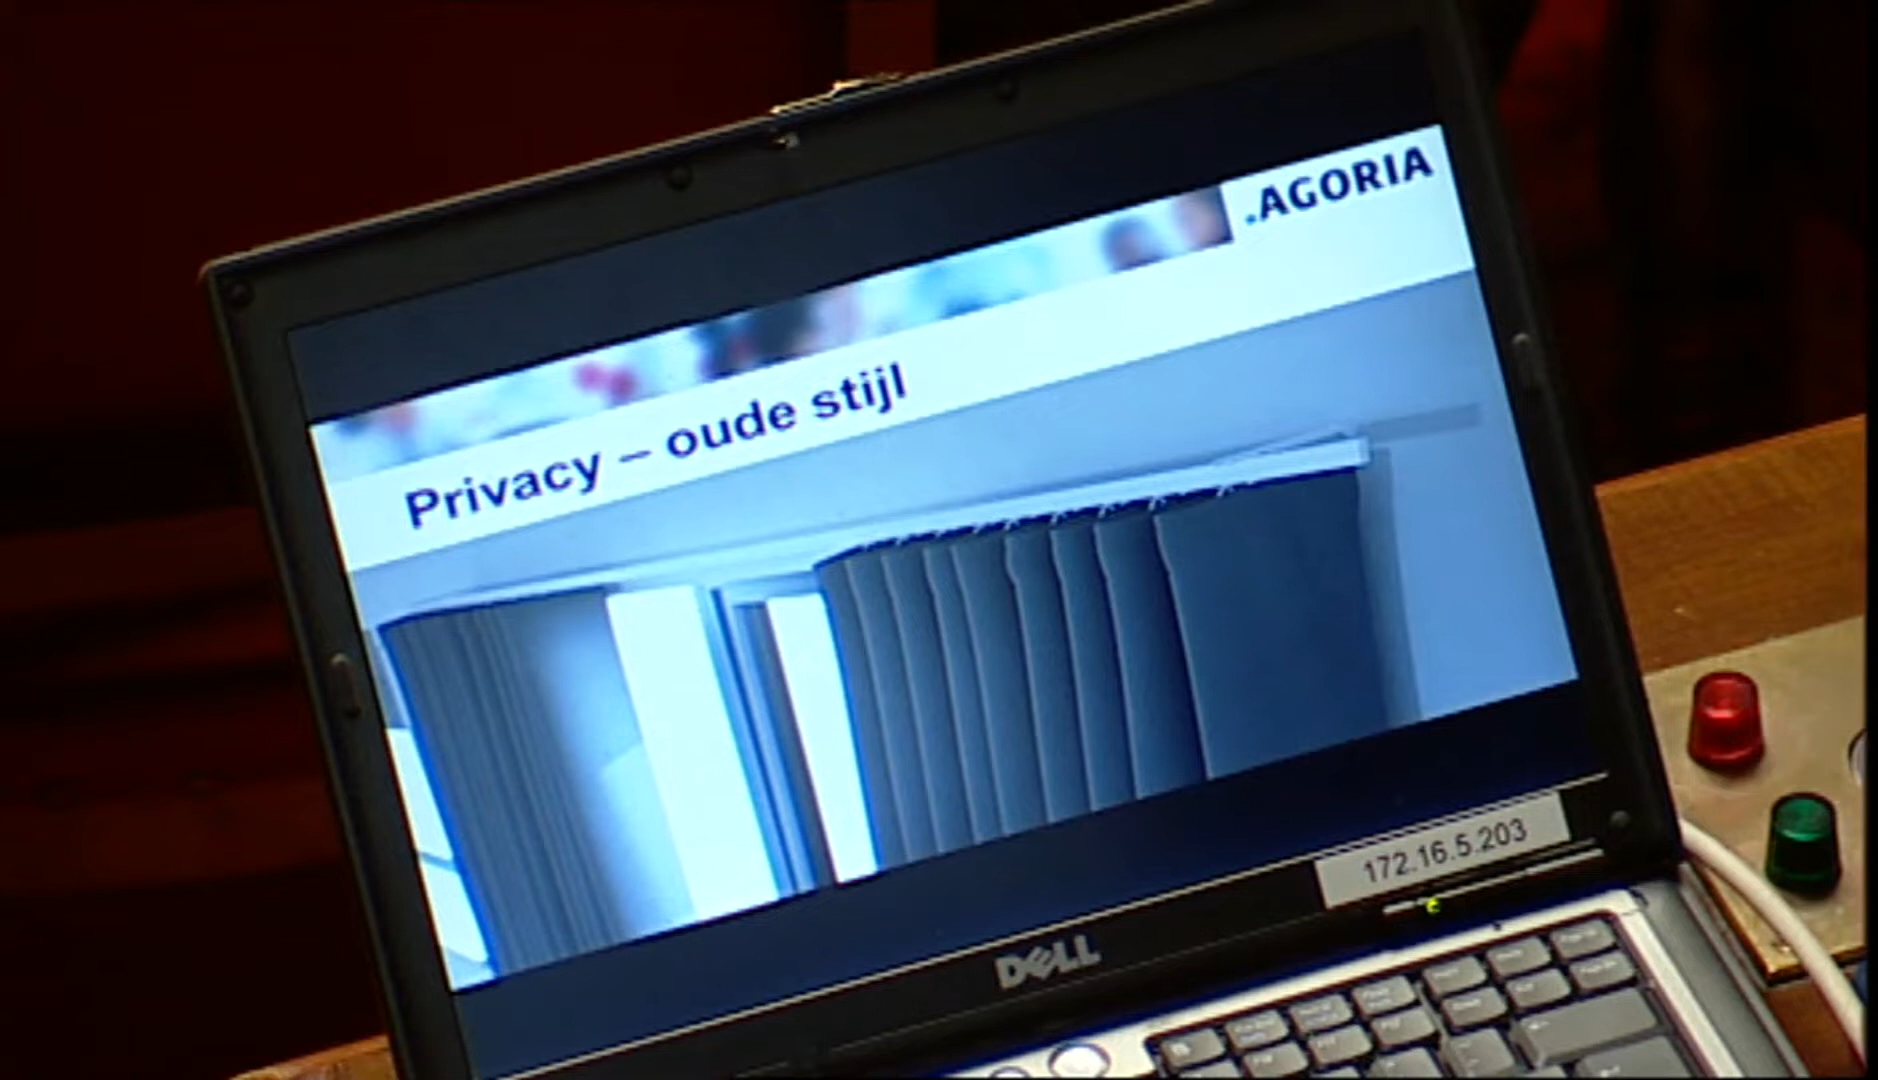 .AGORIA
Privacy – oude stijl
172.16.5.203
DELL